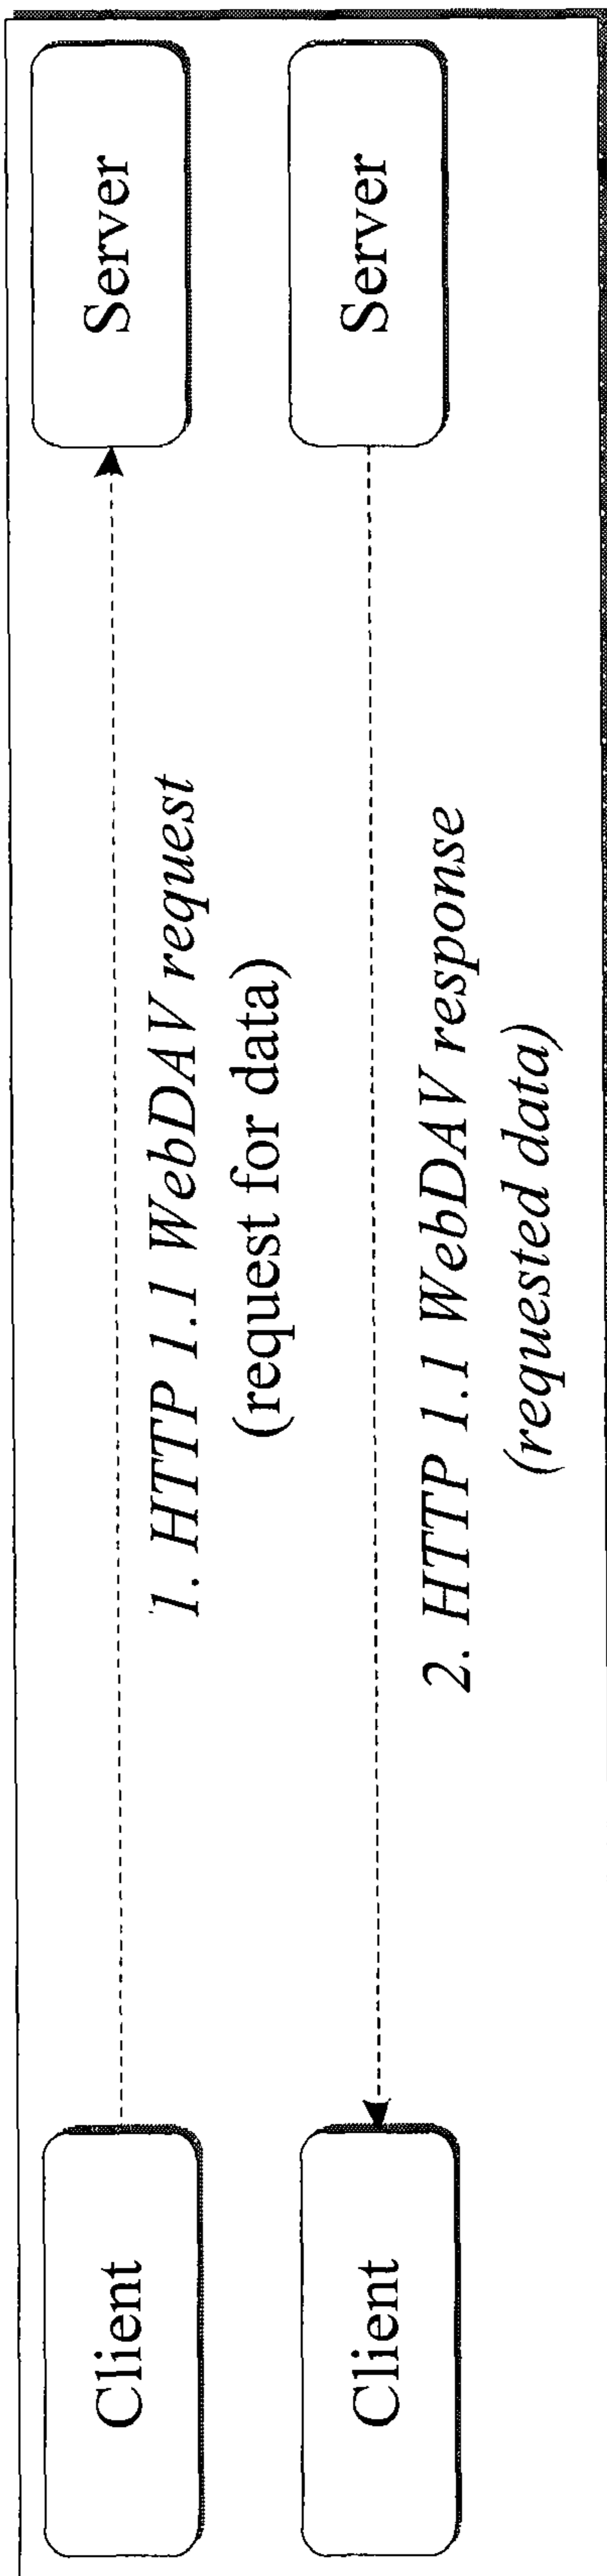 Client
Server
1. HTTP 1.1 WebDAV request
(request for data)
Client
Server
2. HTTP 1.1 WebDAV response
(requested data)